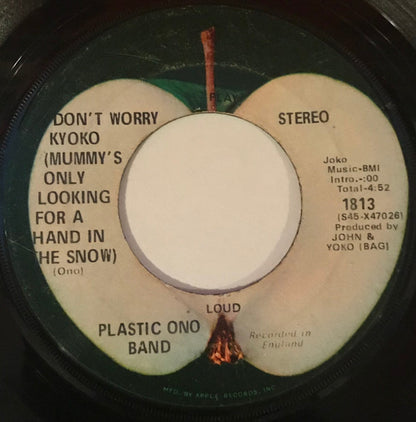 PLAY
DON'T WORRY
KYOKO
(MUMMY'S
ONLY
LOOKING
FOR A
HAND IN
HE SNOW)
(Ono)
STEREO
Joko
Music-BMI
Intro.-:00
Total-4:52
1813
(S45-X47026)
Produced by
JOHN &
YOKO (BAG)
LOUD
PLASTIC ONO
BAND
Recorded in
England
MFD. BY APPLE RECORDS, INC.